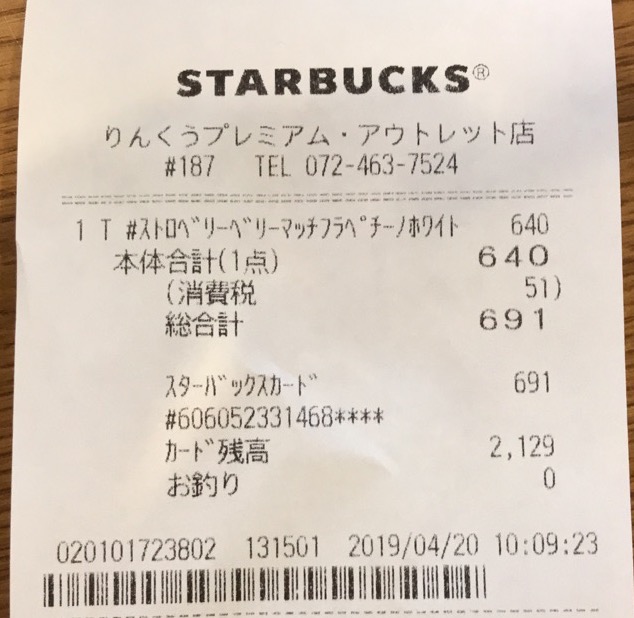 STARBUCKS®
りんくうプレミアム・アウトレット店
#187 TEL 072-463-7524
1 T #ｽﾄﾛﾍﾞﾘｰﾍﾞﾘｰﾏｯﾁﾌﾗﾍﾟﾁｰﾉﾎﾜｲﾄ 640
本体合計(1点) 640
(消費税 51)
総合計 691
ｽﾀｰﾊﾞｯｸｽｶｰﾄﾞ 691
#606052331468****
ｶｰﾄﾞ残高 2,129
お釣り 0
020101723802 131501 2019/04/20 10:09:23